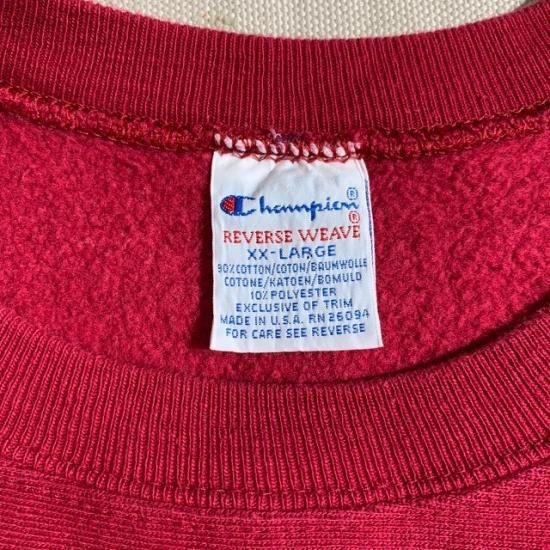 Champion®
REVERSE WEAVE®
XX-LARGE
90% COTTON/COTON/BAUMWOLLE
COTONE/KATOEN/BOMULD
10% POLYESTER
EXCLUSIVE OF TRIM
MADE IN U.S.A. RN 26094
FOR CARE SEE REVERSE